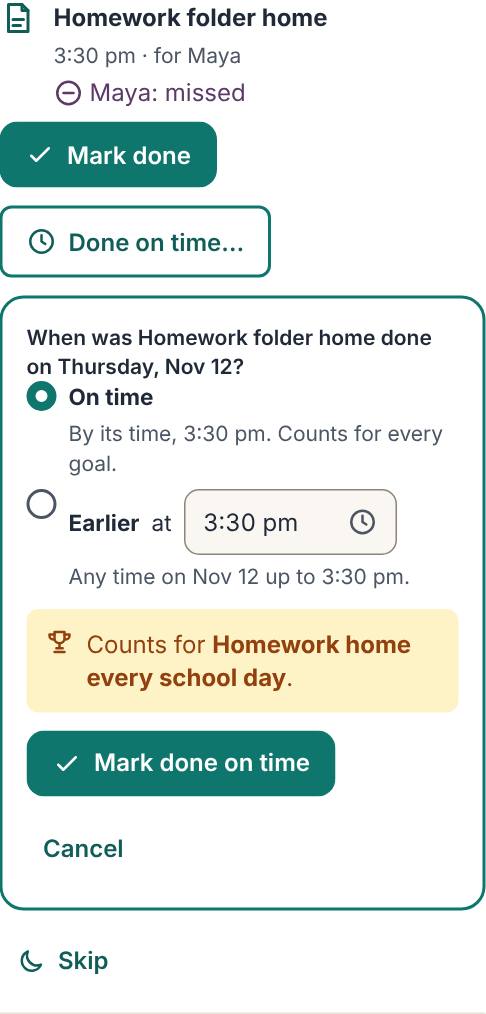 Homework folder home
3:30 pm · for Maya
Maya: missed
Mark done
Done on time...
When was Homework folder home done
on Thursday, Nov 12?
On time
By its time, 3:30 pm. Counts for every
goal.
Earlier at 3:30 pm
Any time on Nov 12 up to 3:30 pm.
Counts for Homework home
every school day.
Mark done on time
Cancel
Skip